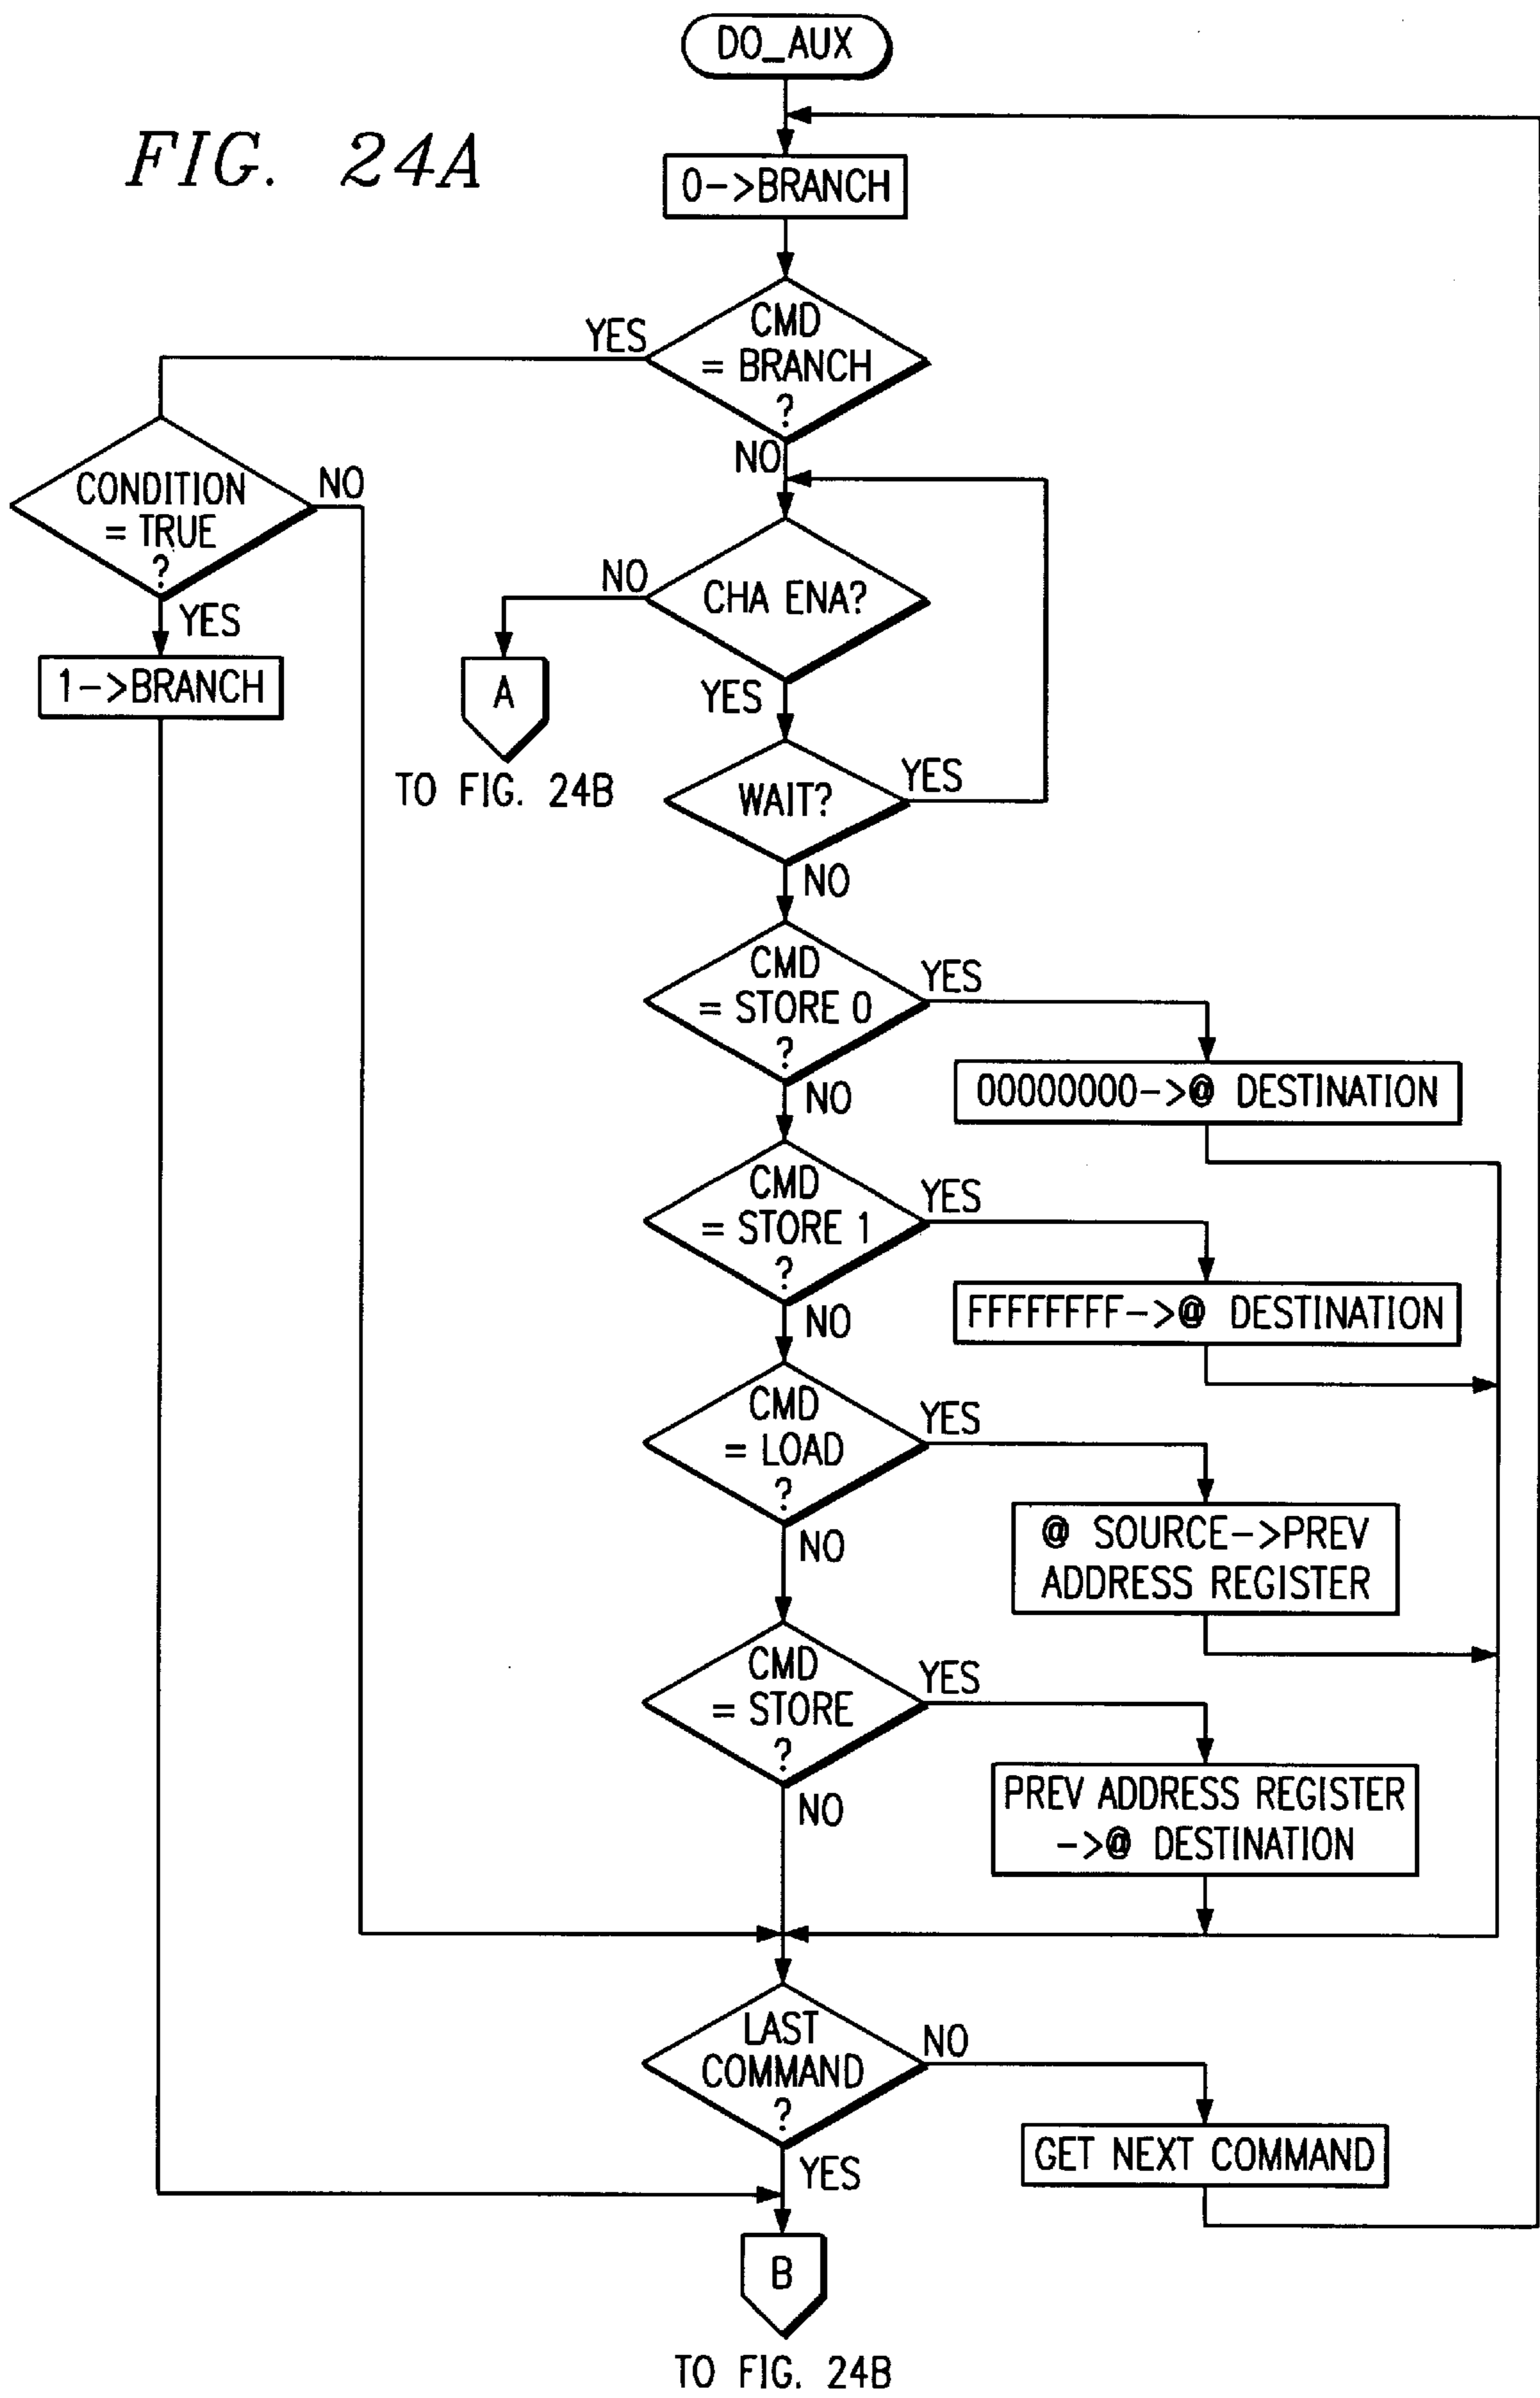 DO_AUX
FIG. 24A
0->BRANCH
CMD
= BRANCH
?
YES
NO
CONDITION
= TRUE
?
NO
YES
1->BRANCH
CHA ENA?
NO
YES
A
TO FIG. 24B
WAIT?
YES
NO
CMD
= STORE 0
?
YES
NO
00000000->@ DESTINATION
CMD
= STORE 1
?
YES
NO
FFFFFFFF->@ DESTINATION
CMD
= LOAD
?
YES
NO
@ SOURCE->PREV
ADDRESS REGISTER
CMD
= STORE
?
YES
NO
PREV ADDRESS REGISTER
->@ DESTINATION
LAST
COMMAND
?
NO
YES
GET NEXT COMMAND
B
TO FIG. 24B